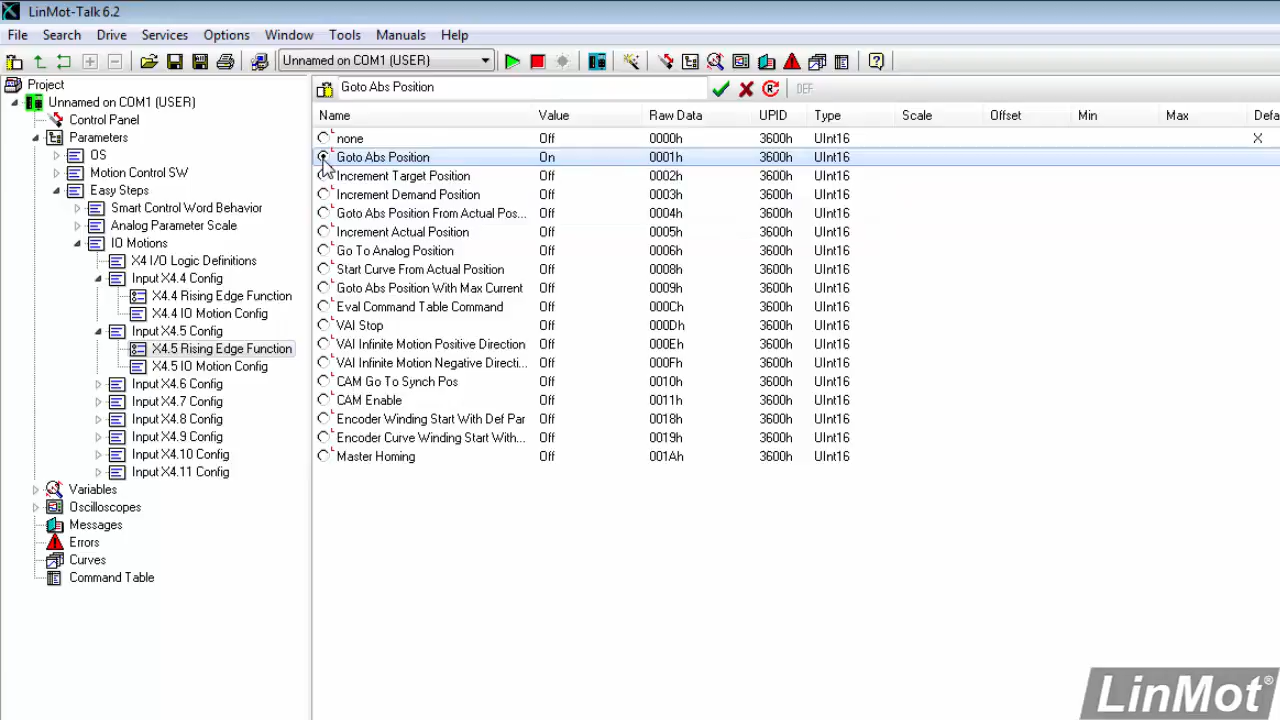 LinMot-Talk 6.2
File Search Drive Services Options Window Tools Manuals Help
Unnamed on COM1 (USER)
Project
Unnamed on COM1 (USER)
Control Panel
Parameters
OS
Motion Control SW
Easy Steps
Smart Control Word Behavior
Analog Parameter Scale
IO Motions
X4 I/O Logic Definitions
Input X4.4 Config
X4.4 Rising Edge Function
X4.4 IO Motion Config
Input X4.5 Config
X4.5 Rising Edge Function
X4.5 IO Motion Config
Input X4.6 Config
Input X4.7 Config
Input X4.8 Config
Input X4.9 Config
Input X4.10 Config
Input X4.11 Config
Variables
Oscilloscopes
Messages
Errors
Curves
Command Table
Goto Abs Position
DEF
Name Value Raw Data UPID Type Scale Offset Min Max Defa
none Off 0000h 3600h UInt16 X
Goto Abs Position On 0001h 3600h UInt16
Increment Target Position Off 0002h 3600h UInt16
Increment Demand Position Off 0003h 3600h UInt16
Goto Abs Position From Actual Pos... Off 0004h 3600h UInt16
Increment Actual Position Off 0005h 3600h UInt16
Go To Analog Position Off 0006h 3600h UInt16
Start Curve From Actual Position Off 0008h 3600h UInt16
Goto Abs Position With Max Current Off 0009h 3600h UInt16
Eval Command Table Command Off 000Ch 3600h UInt16
VAI Stop Off 000Dh 3600h UInt16
VAI Infinite Motion Positive Direction Off 000Eh 3600h UInt16
VAI Infinite Motion Negative Directi... Off 000Fh 3600h UInt16
CAM Go To Synch Pos Off 0010h 3600h UInt16
CAM Enable Off 0011h 3600h UInt16
Encoder Winding Start With Def Par Off 0018h 3600h UInt16
Encoder Curve Winding Start With... Off 0019h 3600h UInt16
Master Homing Off 001Ah 3600h UInt16
LinMot®